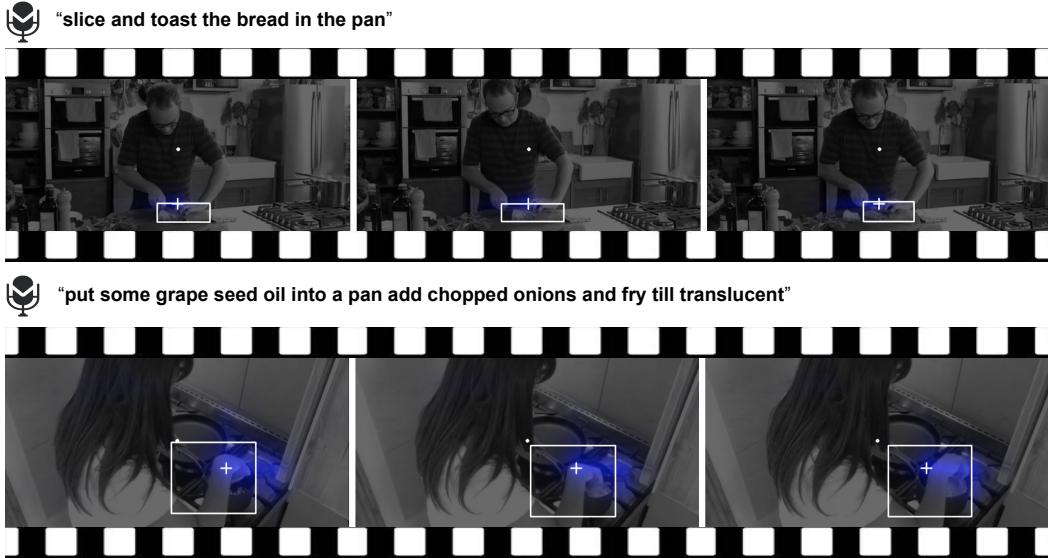 “slice and toast the bread in the pan”
“put some grape seed oil into a pan add chopped onions and fry till translucent”